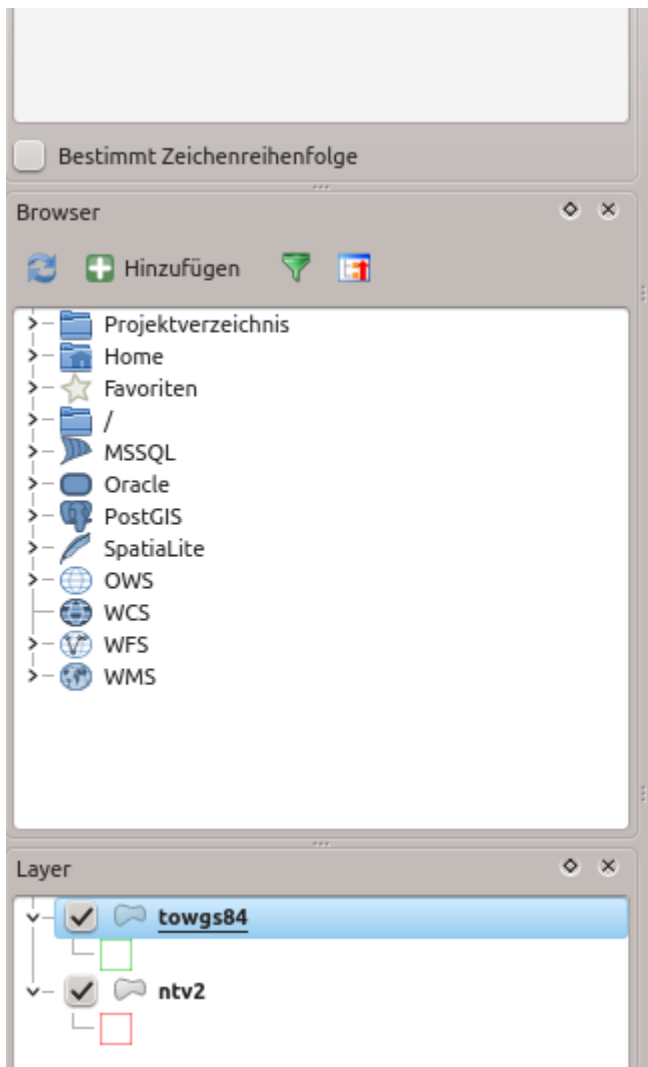 Bestimmt Zeichenreihenfolge
Browser
Hinzufügen
Projektverzeichnis
Home
Favoriten
/
MSSQL
Oracle
PostGIS
SpatiaLite
OWS
WCS
WFS
WMS
Layer
towgs84
ntv2